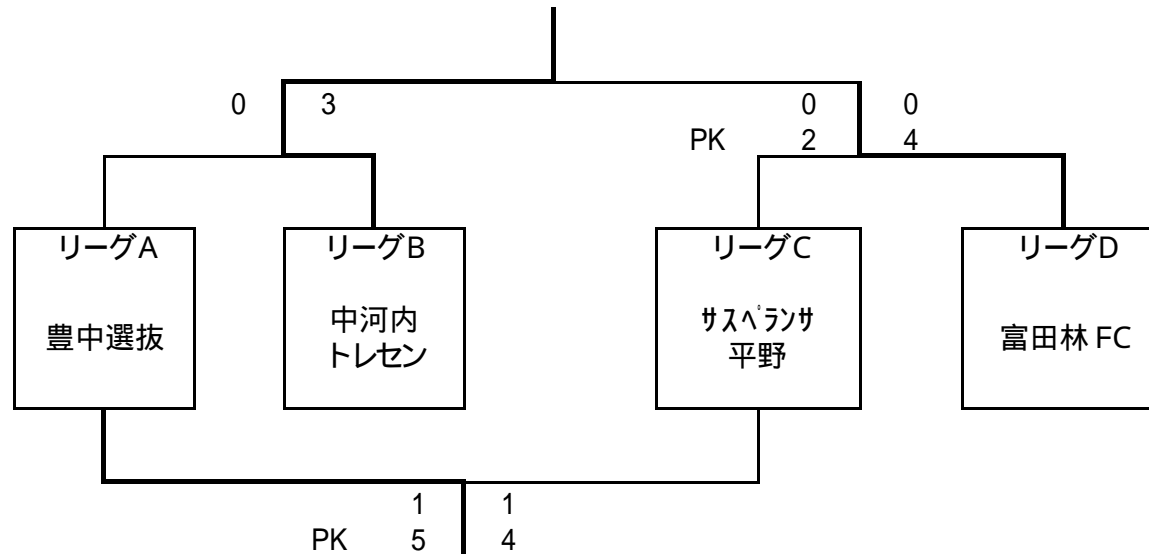 0 3 0 0
PK 2 4
リーグA リーグB リーグC リーグD
豊中選抜
中河内
トレセン
ｻｽﾍﾟﾗﾝｻ
平野
富田林 FC
1 1
PK 5 4